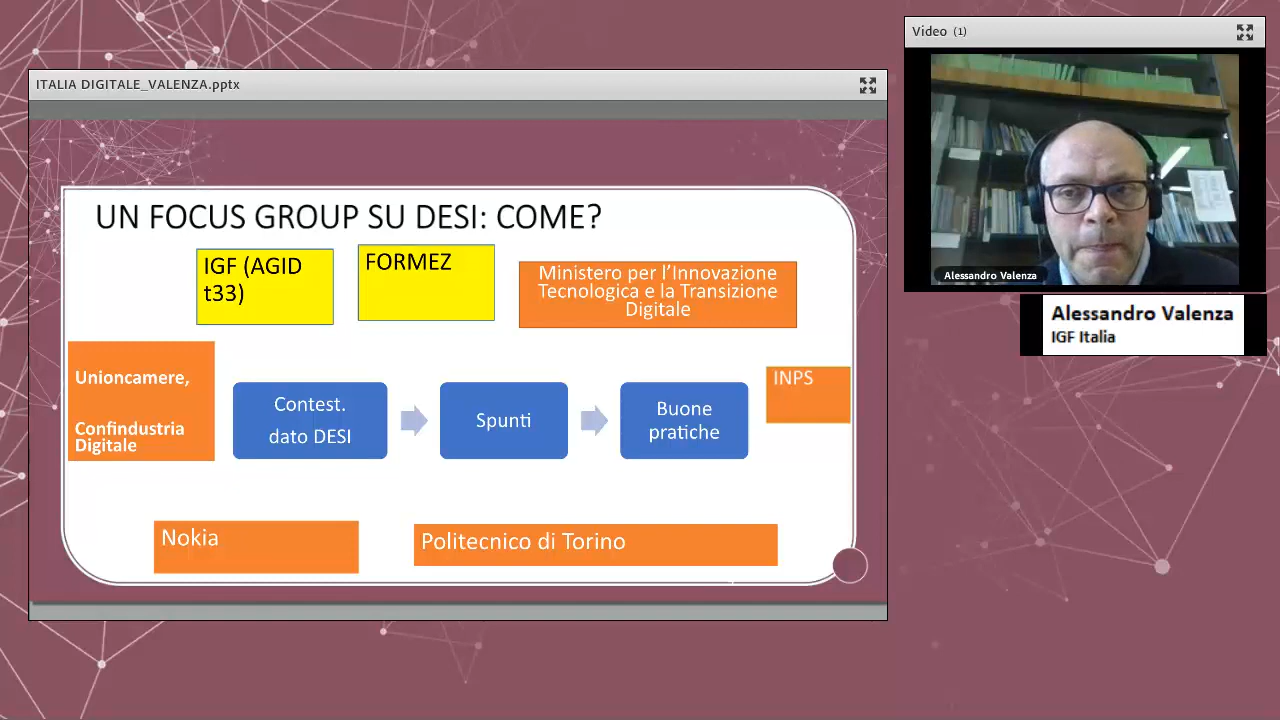 ITALIA DIGITALE_VALENZA.pptx
UN FOCUS GROUP SU DESI: COME?
IGF (AGID
t33)
FORMEZ
Ministero per l'Innovazione
Tecnologica e la Transizione
Digitale
Unioncamere,
Confindustria
Digitale
Contest.
dato DESI
Spunti
Buone
pratiche
INPS
Nokia
Politecnico di Torino
Video (1)
Alessandro Valenza
Alessandro Valenza
IGF Italia